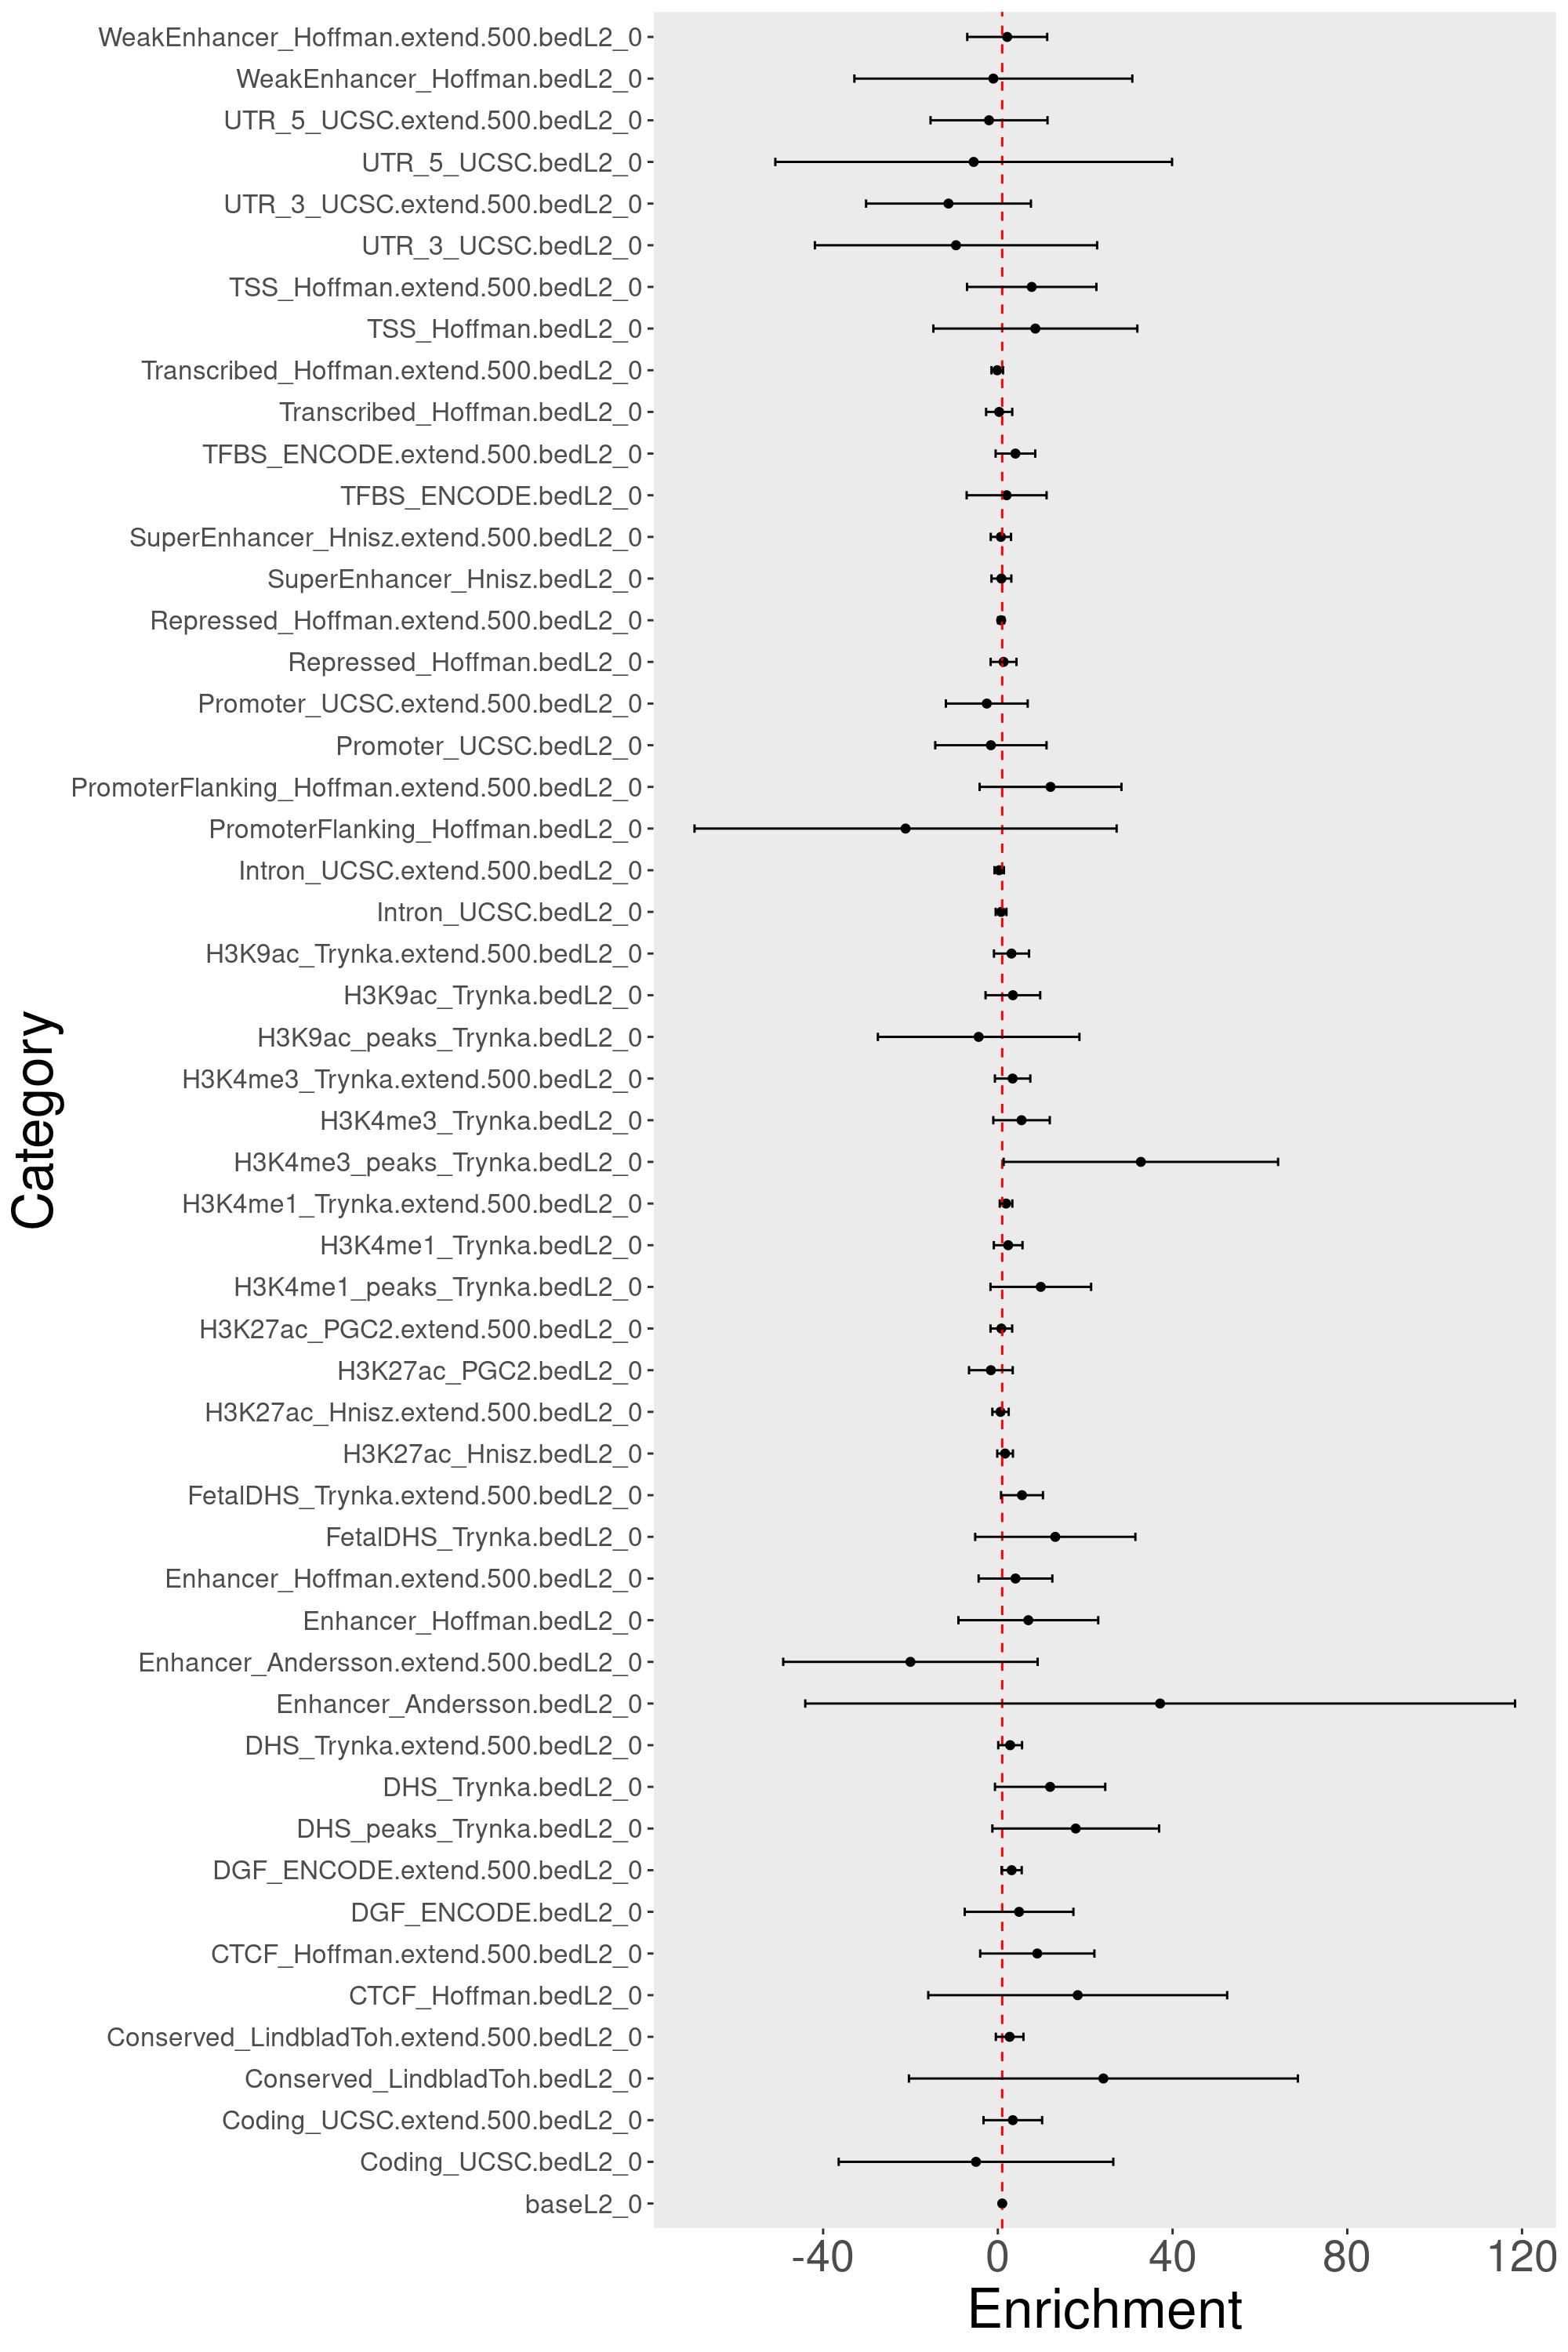 WeakEnhancer_Hoffman.extend.500.bedL2_0
WeakEnhancer_Hoffman.bedL2_0
UTR_5_UCSC.extend.500.bedL2_0
UTR_5_UCSC.bedL2_0
UTR_3_UCSC.extend.500.bedL2_0
UTR_3_UCSC.bedL2_0
TSS_Hoffman.extend.500.bedL2_0
TSS_Hoffman.bedL2_0
Transcribed_Hoffman.extend.500.bedL2_0
Transcribed_Hoffman.bedL2_0
TFBS_ENCODE.extend.500.bedL2_0
TFBS_ENCODE.bedL2_0
SuperEnhancer_Hnisz.extend.500.bedL2_0
SuperEnhancer_Hnisz.bedL2_0
Repressed_Hoffman.extend.500.bedL2_0
Repressed_Hoffman.bedL2_0
Promoter_UCSC.extend.500.bedL2_0
Promoter_UCSC.bedL2_0
PromoterFlanking_Hoffman.extend.500.bedL2_0
PromoterFlanking_Hoffman.bedL2_0
Intron_UCSC.extend.500.bedL2_0
Intron_UCSC.bedL2_0
H3K9ac_Trynka.extend.500.bedL2_0
H3K9ac_Trynka.bedL2_0
H3K9ac_peaks_Trynka.bedL2_0
H3K4me3_Trynka.extend.500.bedL2_0
H3K4me3_Trynka.bedL2_0
H3K4me3_peaks_Trynka.bedL2_0
H3K4me1_Trynka.extend.500.bedL2_0
H3K4me1_Trynka.bedL2_0
H3K4me1_peaks_Trynka.bedL2_0
H3K27ac_PGC2.extend.500.bedL2_0
H3K27ac_PGC2.bedL2_0
H3K27ac_Hnisz.extend.500.bedL2_0
H3K27ac_Hnisz.bedL2_0
FetalDHS_Trynka.extend.500.bedL2_0
FetalDHS_Trynka.bedL2_0
Enhancer_Hoffman.extend.500.bedL2_0
Enhancer_Hoffman.bedL2_0
Enhancer_Andersson.extend.500.bedL2_0
Enhancer_Andersson.bedL2_0
DHS_Trynka.extend.500.bedL2_0
DHS_Trynka.bedL2_0
DHS_peaks_Trynka.bedL2_0
DGF_ENCODE.extend.500.bedL2_0
DGF_ENCODE.bedL2_0
CTCF_Hoffman.extend.500.bedL2_0
CTCF_Hoffman.bedL2_0
Conserved_LindbladToh.extend.500.bedL2_0
Conserved_LindbladToh.bedL2_0
Coding_UCSC.extend.500.bedL2_0
Coding_UCSC.bedL2_0
baseL2_0
Category
-40 0 40 80 120
Enrichment